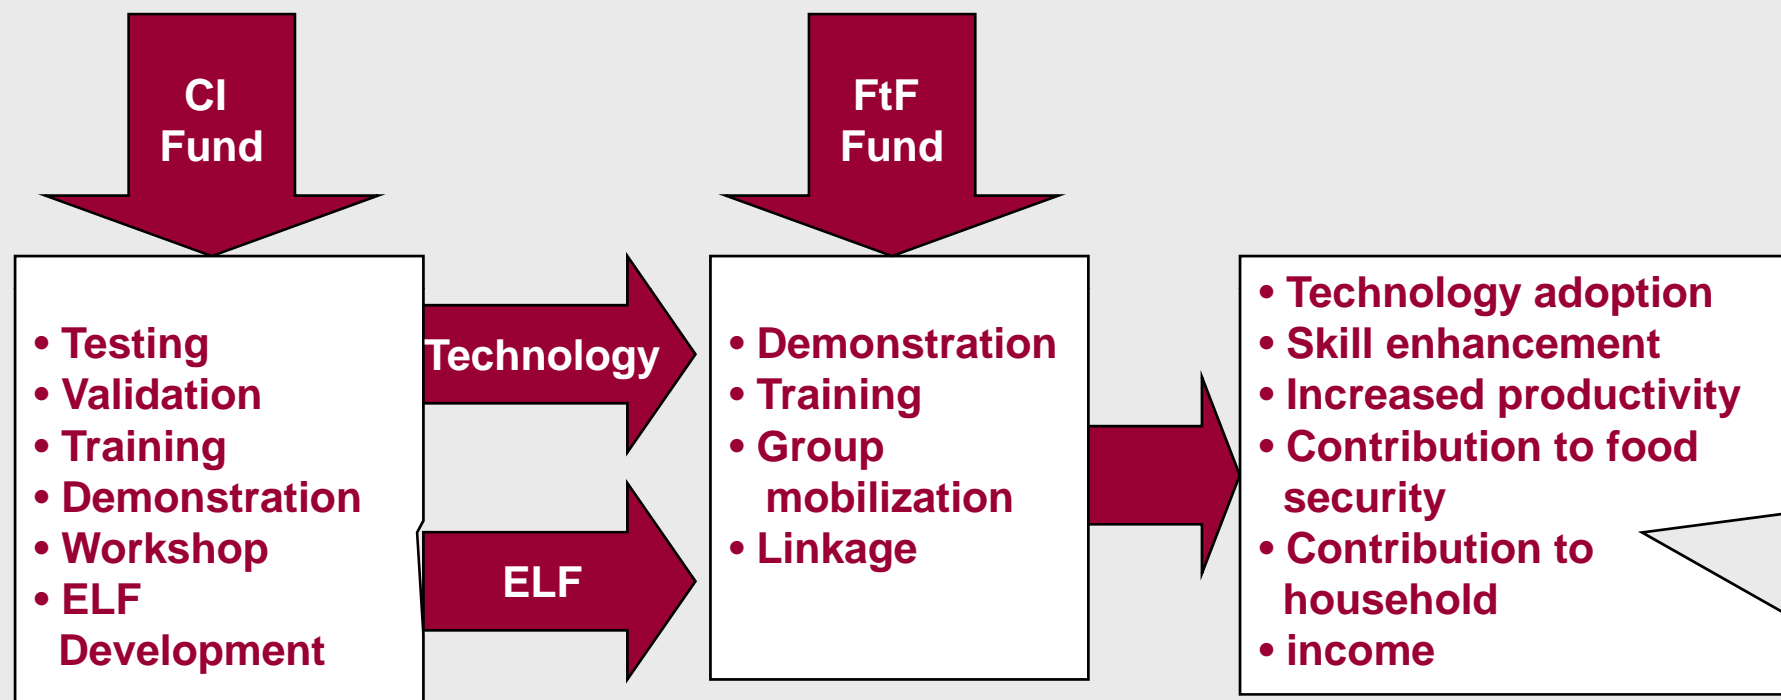 CI
Fund
FtF
Fund
• Testing
• Validation
• Training
• Demonstration
• Workshop
• ELF
Development
Technology
ELF
• Demonstration
• Training
• Group
mobilization
• Linkage
• Technology adoption
• Skill enhancement
• Increased productivity
• Contribution to food
security
• Contribution to
household
• income